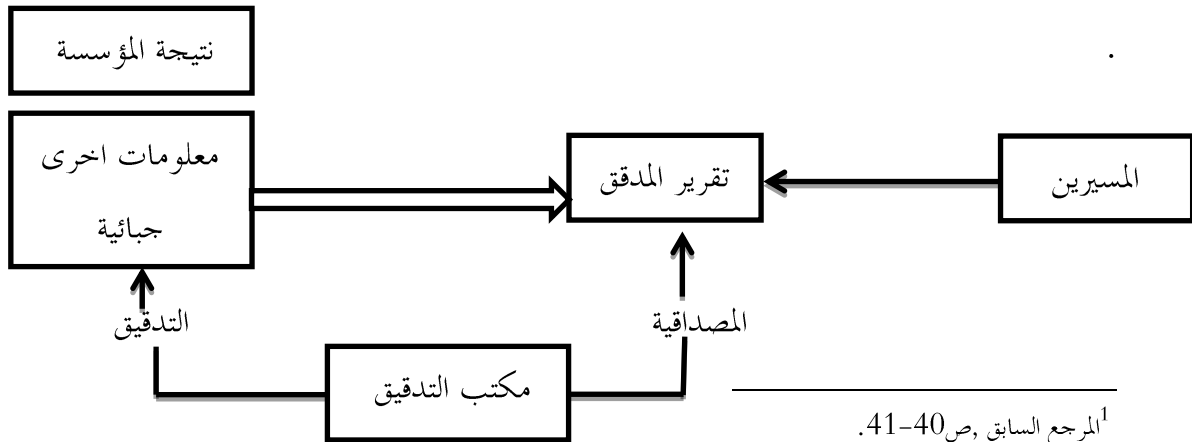 نتيجة المؤسسة
.
معلومات اخرى
جبائية
تقرير المدقق
المسيرين
التدقيق
المصداقية
مكتب التدقيق
1المرجع السابق ,ص40-41.